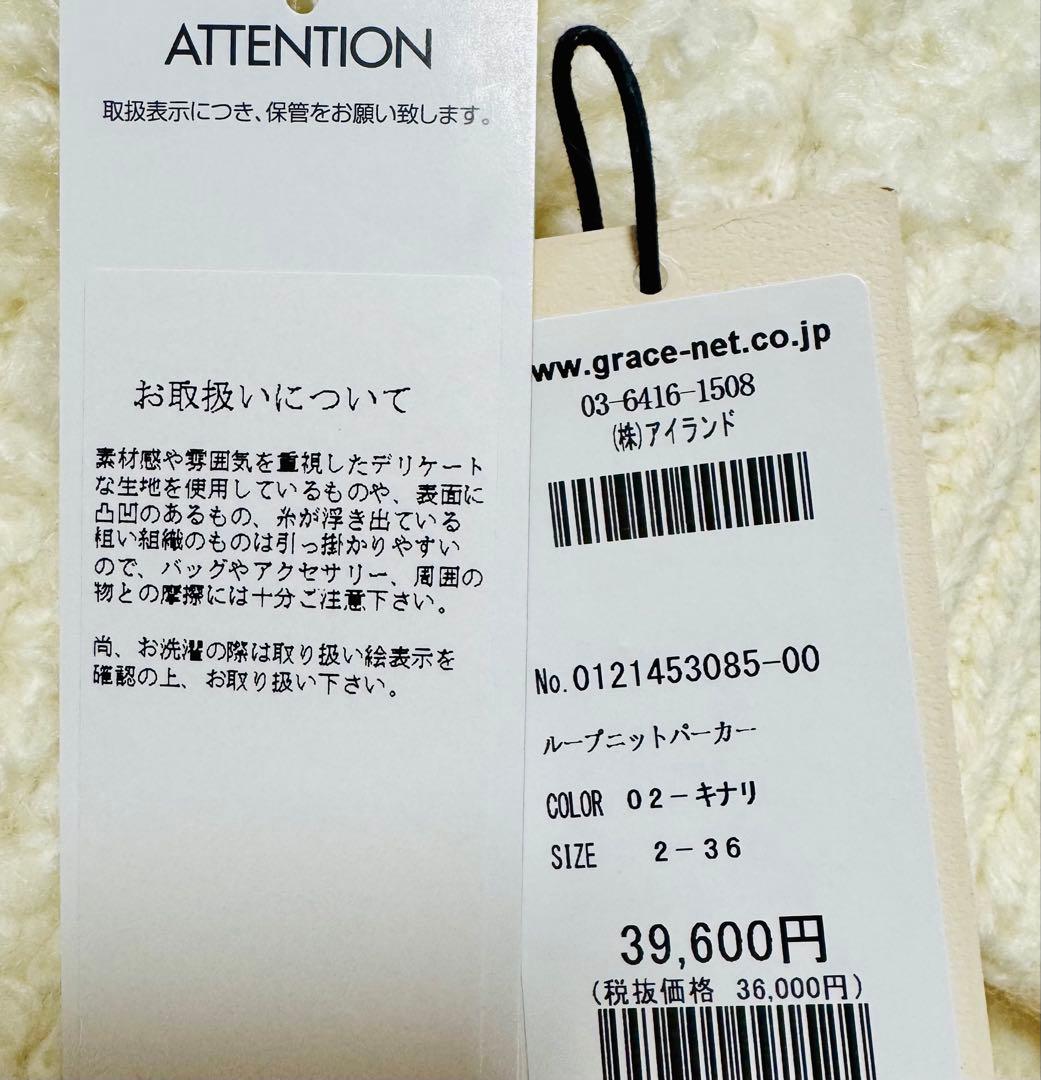 ATTENTION
取扱表示につき、保管をお願い致します。
お取扱いについて
素材感や雰囲気を重視したデリケート
な生地を使用しているものや、表面に
凸凹のあるもの、糸が浮き出ている
粗い組織のものは引っ掛かりやすい
ので、バッグやアクセサリー、周囲の
物との摩擦には十分ご注意下さい。
尚、お洗濯の際は取り扱い絵表示を
確認の上、お取り扱い下さい。
ww.grace-net.co.jp
03-6416-1508
(株)アイランド
No.0121453085-00
ループニットパーカー
COLOR 02-キナリ
SIZE 2-36
39,600円
(税抜価格 36,000円)